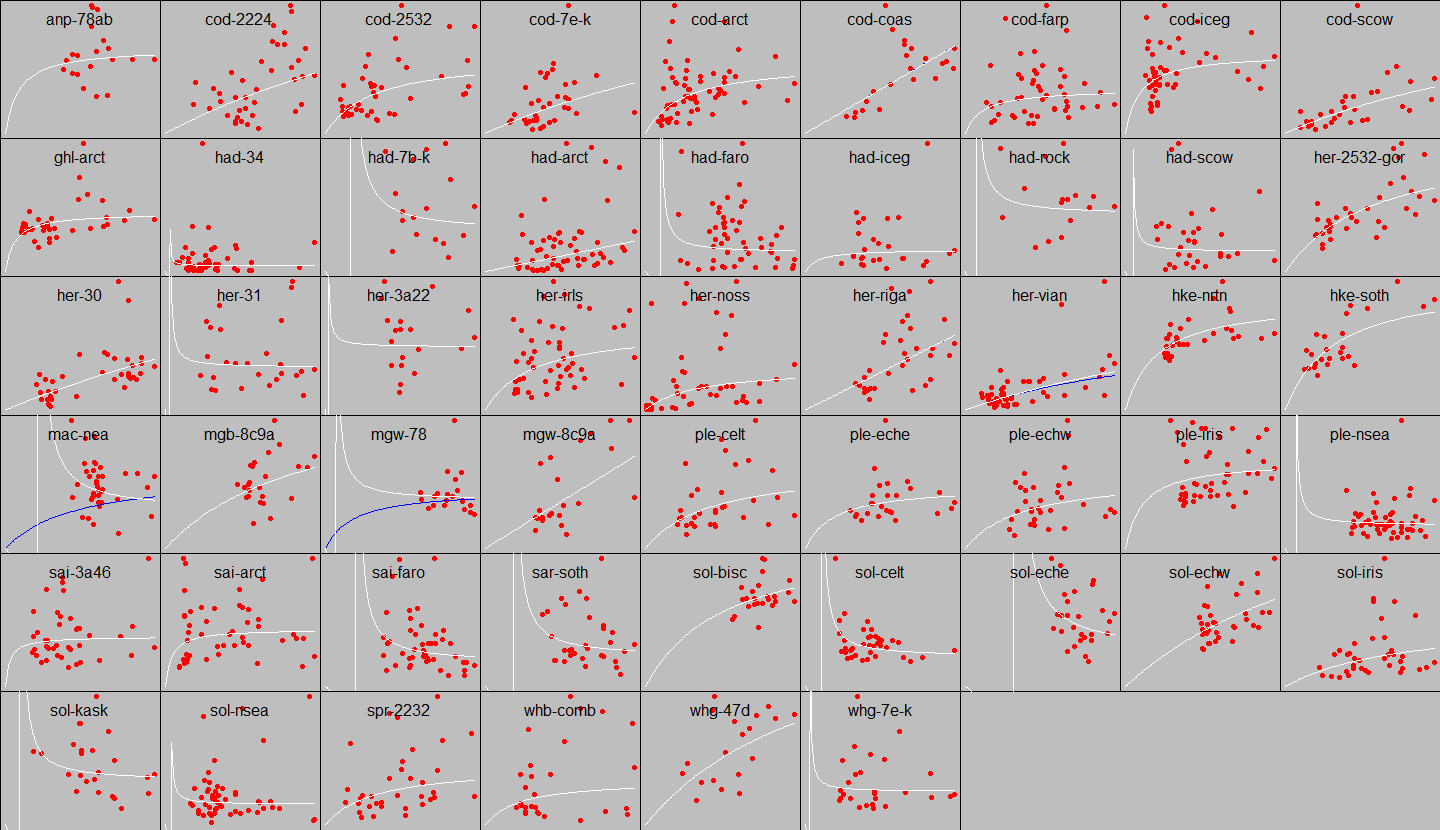 anp-78ab cod-2224 cod-2532 cod-7e-k cod-arct cod-coas cod-farp cod-iceg cod-scow
ghl-arct had-34 had-7b-k had-arct had-faro had-iceg had-rock had-scow her-2532-gor
her-30 her-31 her-3a22 her-irls her-noss her-riga her-vian hke-nrtn hke-soth
mac-nea mgb-8c9a mgw-78 mgw-8c9a ple-celt ple-eche ple-echw ple-iris ple-nsea
sai-3a46 sai-arct sai-faro sar-soth sol-bisc sol-celt sol-eche sol-echw sol-iris
sol-kask sol-nsea spr-2232 whb-comb whg-47d whg-7e-k